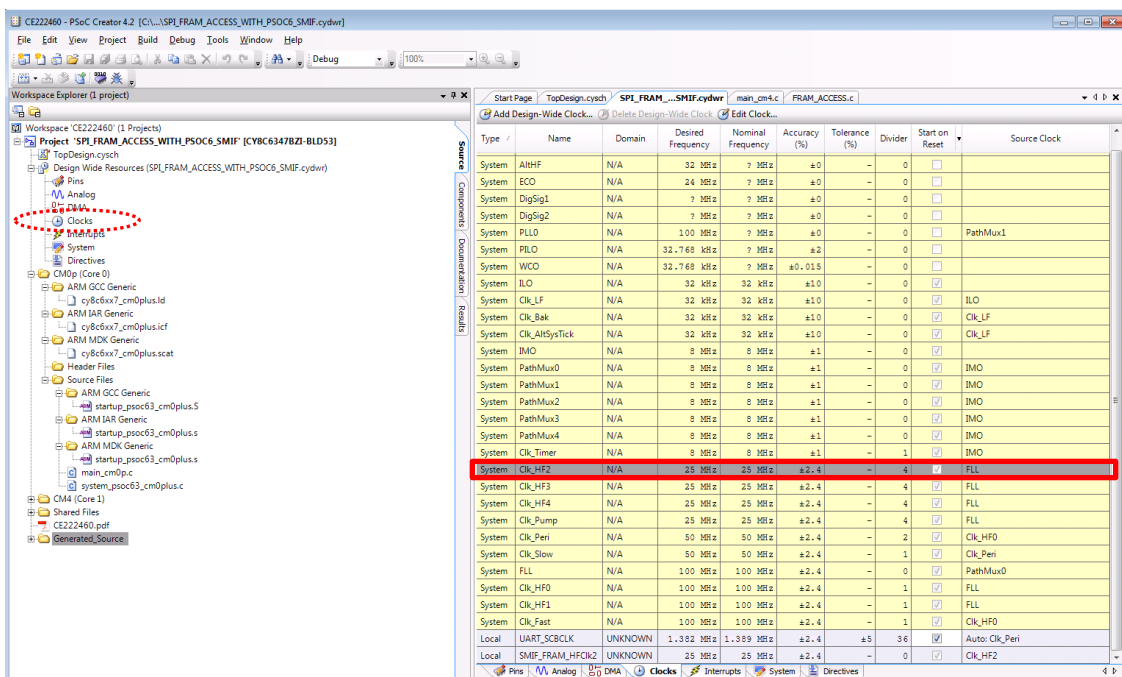 CE222460 - PSoC Creator 4.2 [C:\...\SPI_FRAM_ACCESS_WITH_PSOC6_SMIF.cydwr]
File Edit View Project Build Debug Tools Window Help
Debug 100%
Workspace Explorer (1 project)
Workspace 'CE222460' (1 Projects)
Project 'SPI_FRAM_ACCESS_WITH_PSOC6_SMIF' [CY8C6347BZI-BLD53]
TopDesign.cysch
Design Wide Resources (SPI_FRAM_ACCESS_WITH_PSOC6_SMIF.cydwr)
Pins
Analog
DMA
Clocks
Interrupts
System
Directives
CM0p (Core 0)
ARM GCC Generic
cy8c6xx7_cm0plus.ld
ARM IAR Generic
cy8c6xx7_cm0plus.icf
ARM MDK Generic
cy8c6xx7_cm0plus.scat
Header Files
Source Files
ARM GCC Generic
startup_psoc63_cm0plus.S
ARM IAR Generic
startup_psoc63_cm0plus.s
ARM MDK Generic
startup_psoc63_cm0plus.s
main_cm0p.c
system_psoc63_cm0plus.c
CM4 (Core 1)
Shared Files
CE222460.pdf
Generated_Source
Source
Components
Documentation
Results
Start Page TopDesign.cysch SPI_FRAM_...SMIF.cydwr main_cm4.c FRAM_ACCESS.c
Add Design-Wide Clock... Delete Design-Wide Clock Edit Clock...
Type Name Domain Desired Frequency Nominal Frequency Accuracy (%) Tolerance (%) Divider Start on Reset Source Clock
System AltHF N/A 32 MHz ? MHz ±0 - 0
System ECO N/A 24 MHz ? MHz ±0 - 0
System DigSig1 N/A ? MHz ? MHz ±0 - 0
System DigSig2 N/A ? MHz ? MHz ±0 - 0
System PLL0 N/A 100 MHz ? MHz ±0 - 0 PathMux1
System PILO N/A 32.768 kHz ? MHz ±2 - 0
System WCO N/A 32.768 kHz ? MHz ±0.015 - 0
System ILO N/A 32 kHz 32 kHz ±10 - 0
System Clk_LF N/A 32 kHz 32 kHz ±10 - 0 ILO
System Clk_Bak N/A 32 kHz 32 kHz ±10 - 0 Clk_LF
System Clk_AltSysTick N/A 32 kHz 32 kHz ±10 - 0 Clk_LF
System IMO N/A 8 MHz 8 MHz ±1 - 0
System PathMux0 N/A 8 MHz 8 MHz ±1 - 0 IMO
System PathMux1 N/A 8 MHz 8 MHz ±1 - 0 IMO
System PathMux2 N/A 8 MHz 8 MHz ±1 - 0 IMO
System PathMux3 N/A 8 MHz 8 MHz ±1 - 0 IMO
System PathMux4 N/A 8 MHz 8 MHz ±1 - 0 IMO
System Clk_Timer N/A 8 MHz 8 MHz ±1 - 1 IMO
System Clk_HF2 N/A 25 MHz 25 MHz ±2.4 - 4 FLL
System Clk_HF3 N/A 25 MHz 25 MHz ±2.4 - 4 FLL
System Clk_HF4 N/A 25 MHz 25 MHz ±2.4 - 4 FLL
System Clk_Pump N/A 25 MHz 25 MHz ±2.4 - 4 FLL
System Clk_Peri N/A 50 MHz 50 MHz ±2.4 - 2 Clk_HF0
System Clk_Slow N/A 50 MHz 50 MHz ±2.4 - 1 Clk_Peri
System FLL N/A 100 MHz 100 MHz ±2.4 - 0 PathMux0
System Clk_HF0 N/A 100 MHz 100 MHz ±2.4 - 1 FLL
System Clk_HF1 N/A 100 MHz 100 MHz ±2.4 - 1 FLL
System Clk_Fast N/A 100 MHz 100 MHz ±2.4 - 1 Clk_HF0
Local UART_SCBCLK UNKNOWN 1.382 MHz 1.389 MHz ±2.4 ±5 36 Auto: Clk_Peri
Local SMIF_FRAM_HFClk2 UNKNOWN 25 MHz 25 MHz ±2.4 - 0 Clk_HF2
Pins Analog DMA Clocks Interrupts System Directives